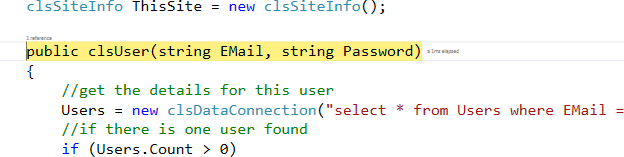 clsSiteInfo ThisSite = new clsSiteInfo();
1 reference
public clsUser(string EMail, string Password) ≤ 1ms elapsed
{
//get the details for this user
Users = new clsDataConnection("select * from Users where EMail =
//if there is one user found
if (Users.Count > 0)